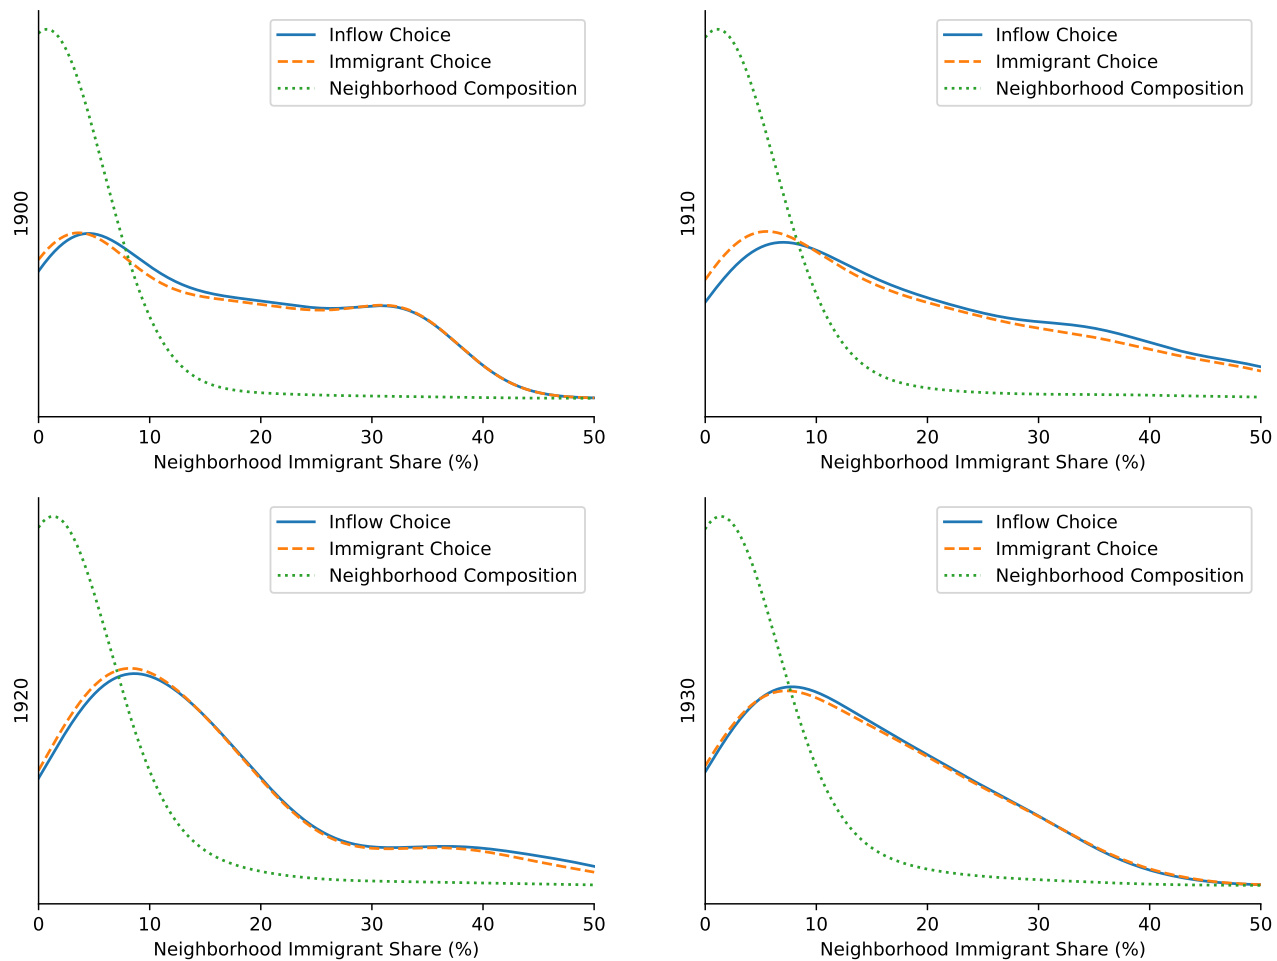 Inflow Choice
Immigrant Choice
Neighborhood Composition
1900
0 10 20 30 40 50
Neighborhood Immigrant Share (%)
Inflow Choice
Immigrant Choice
Neighborhood Composition
1910
0 10 20 30 40 50
Neighborhood Immigrant Share (%)
Inflow Choice
Immigrant Choice
Neighborhood Composition
1920
0 10 20 30 40 50
Neighborhood Immigrant Share (%)
Inflow Choice
Immigrant Choice
Neighborhood Composition
1930
0 10 20 30 40 50
Neighborhood Immigrant Share (%)